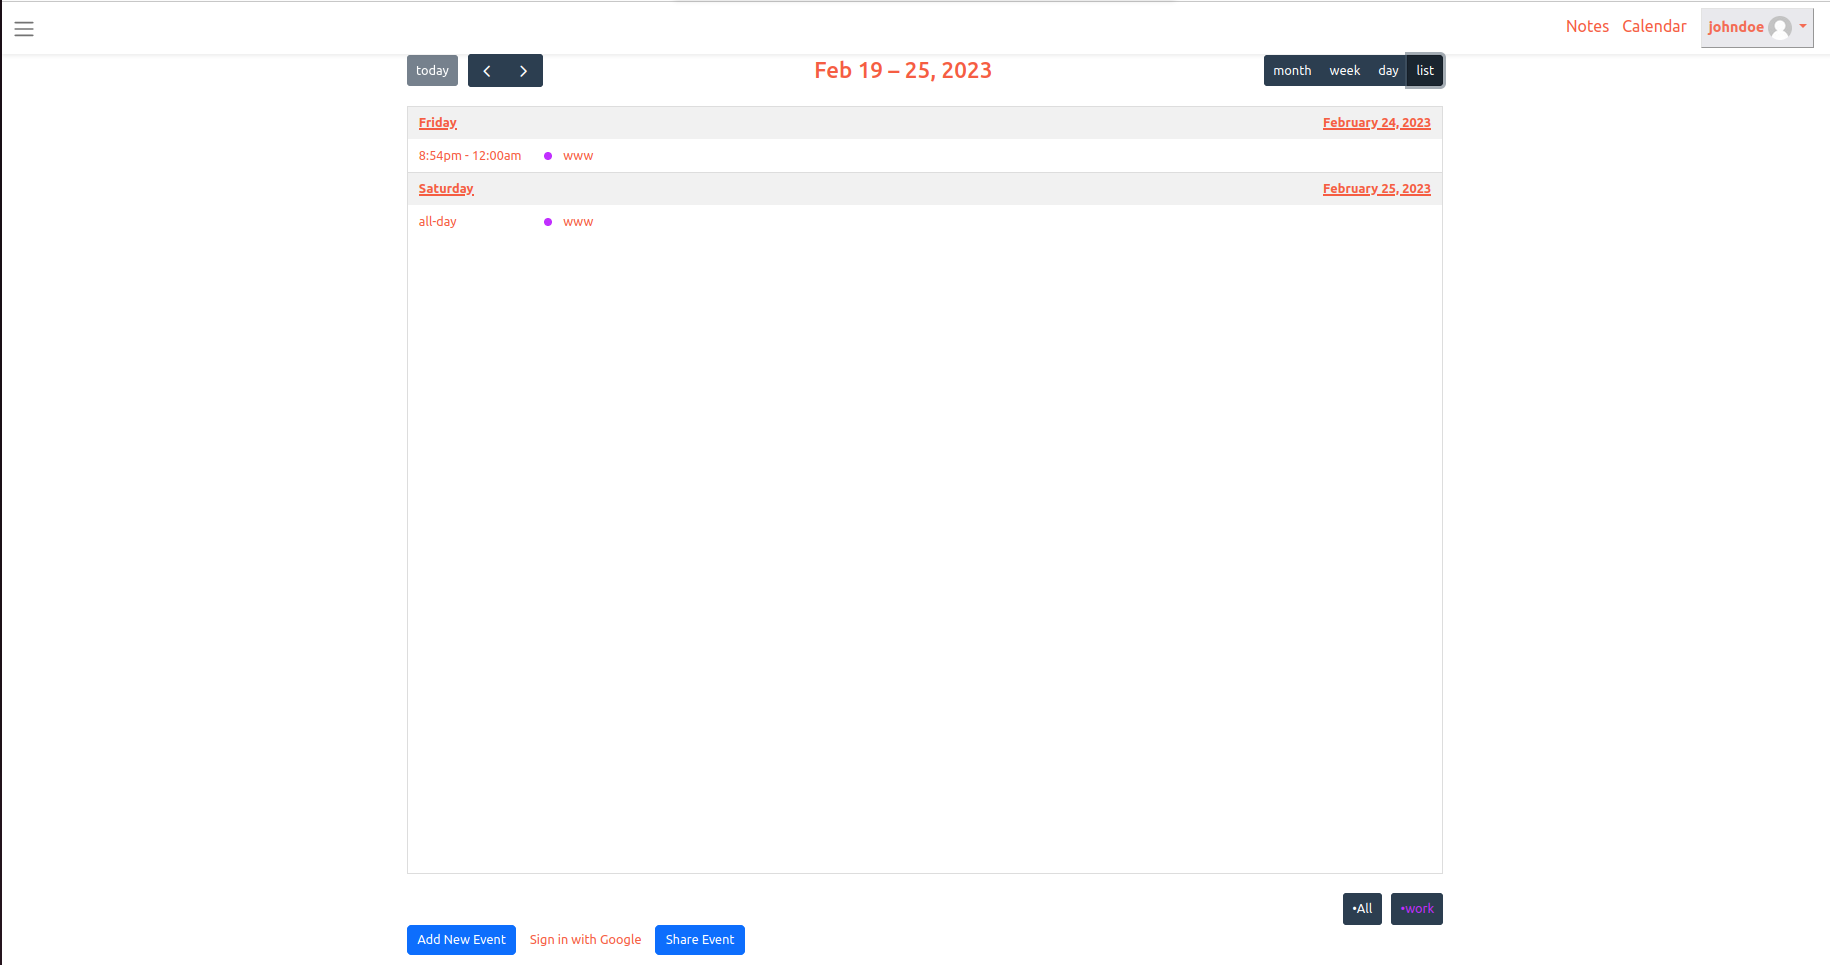 Notes Calendar johndoe
today Feb 19 – 25, 2023 month week day list
Friday February 24, 2023
8:54pm - 12:00am www
Saturday February 25, 2023
all-day www
•All •work
Add New Event Sign in with Google Share Event